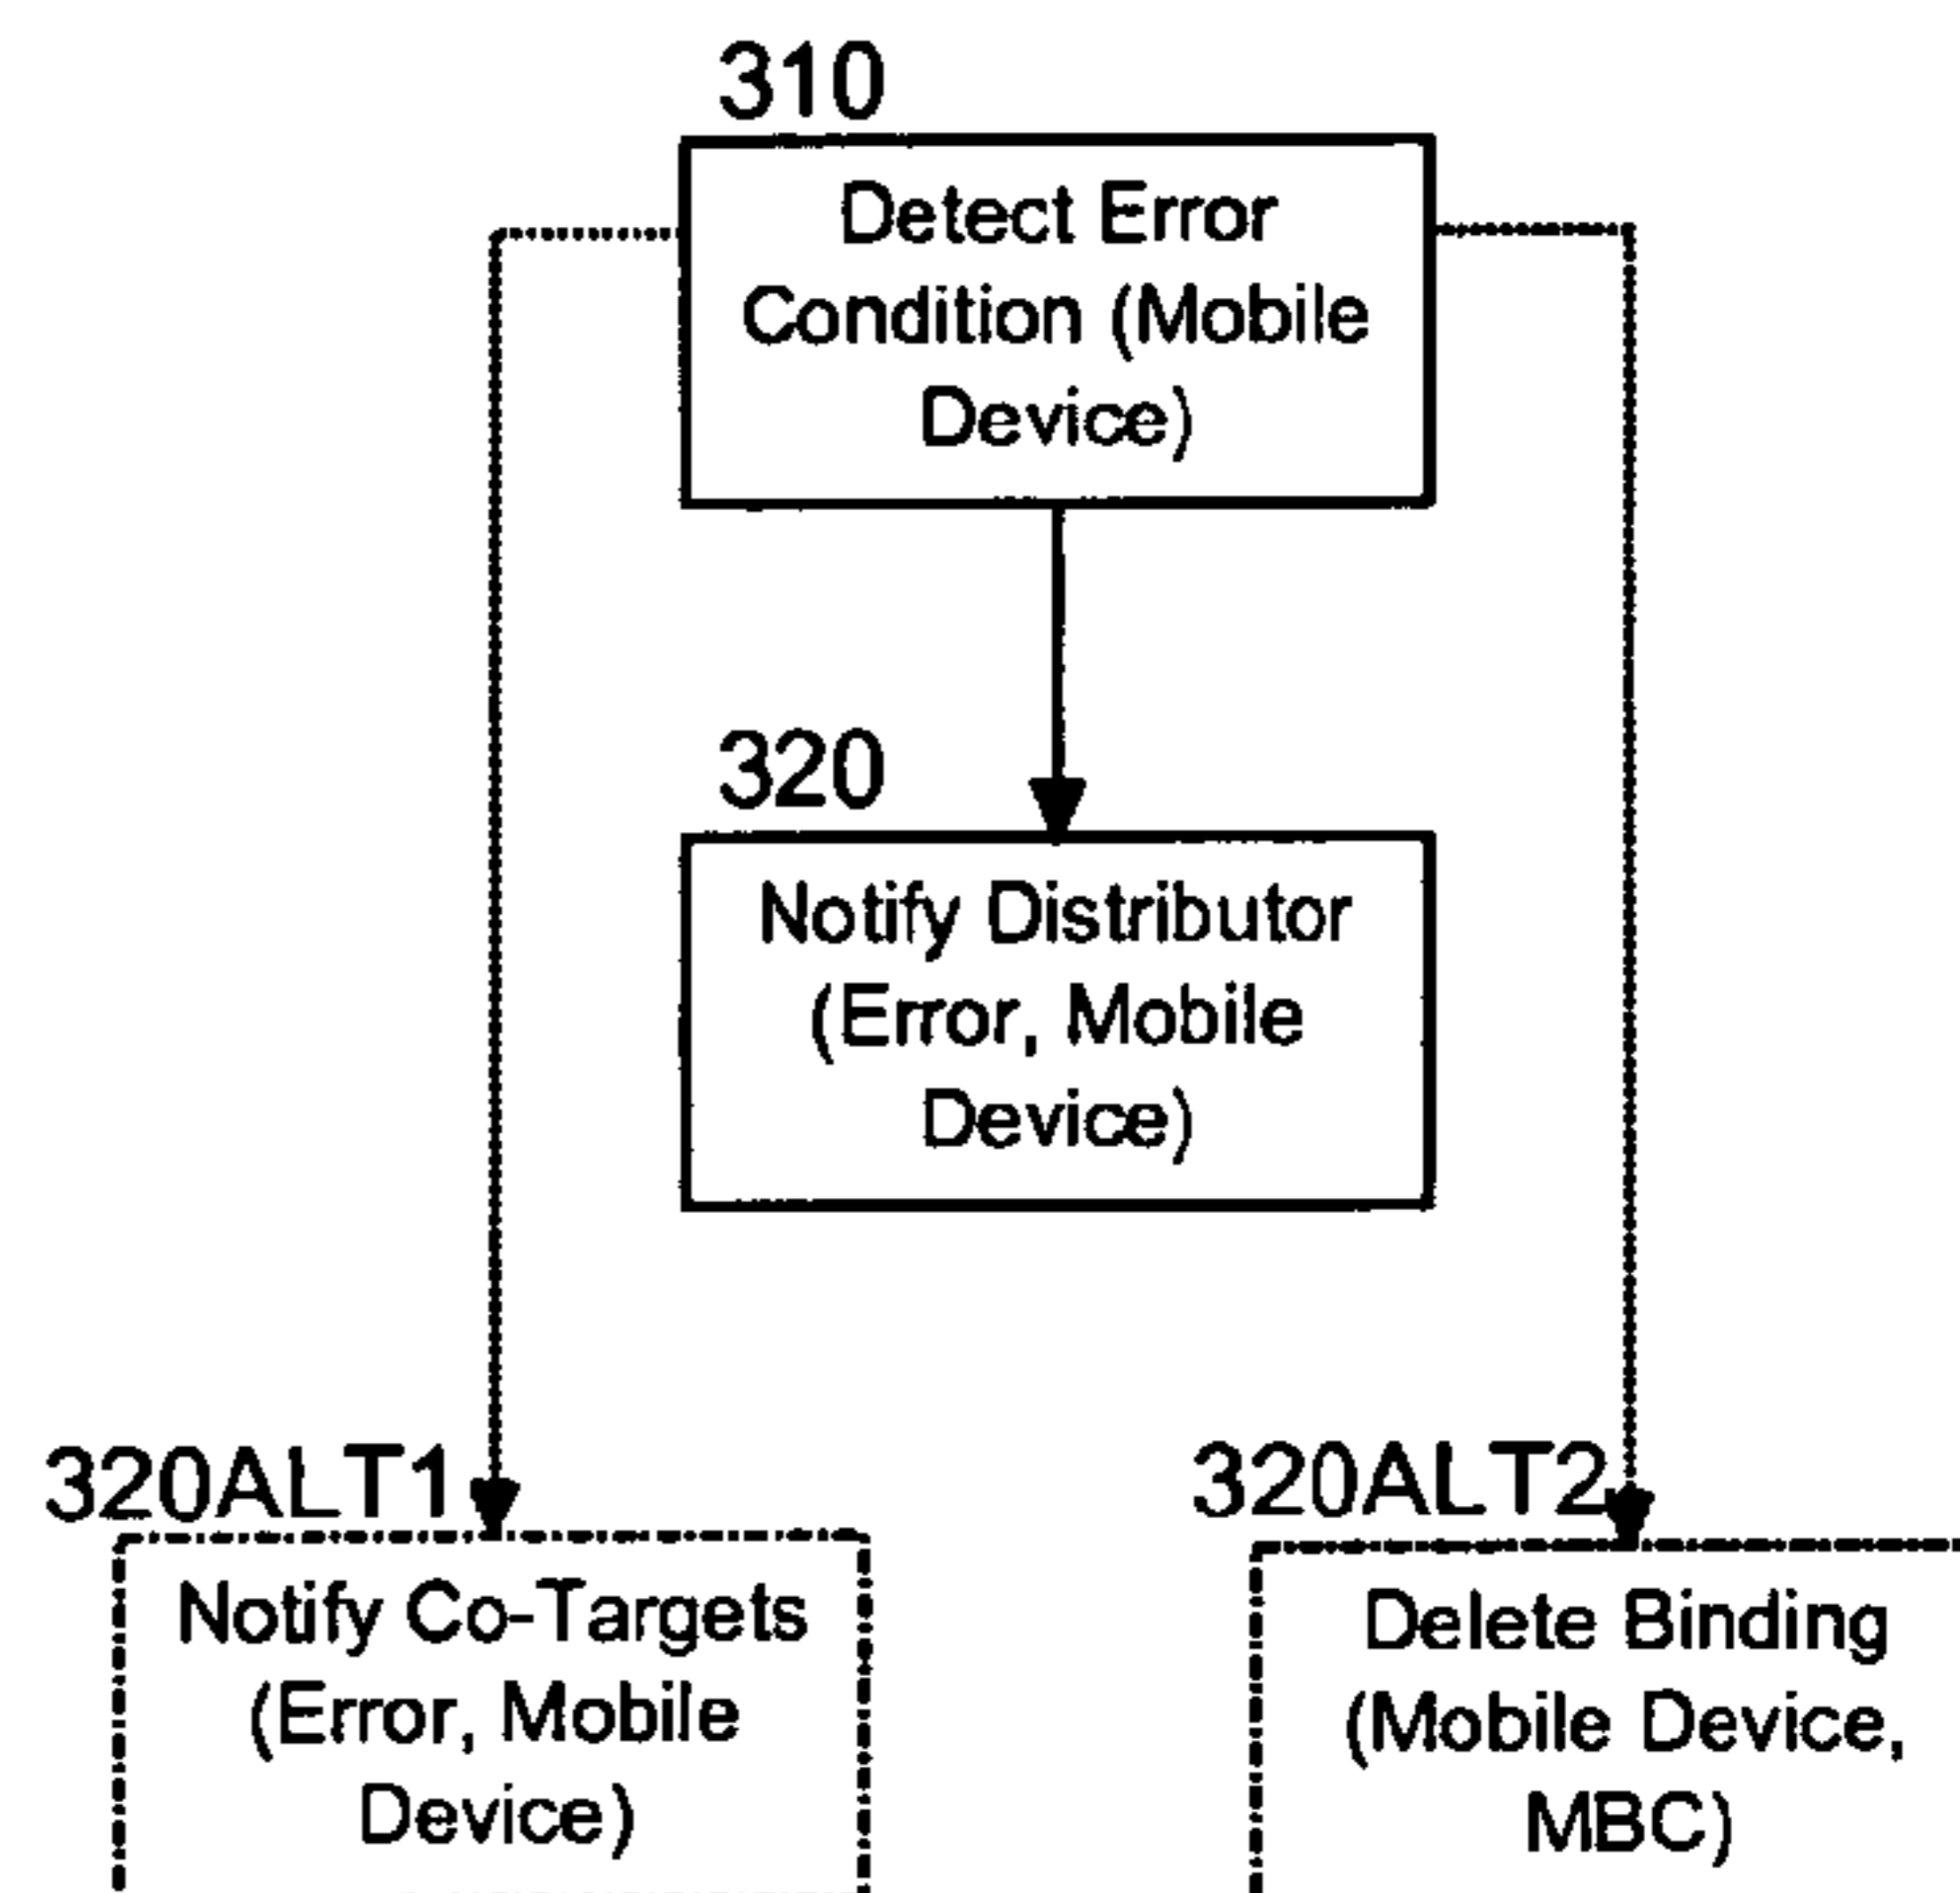 310
Detect Error
Condition (Mobile
Device)
320
Notify Distributor
(Error, Mobile
Device)
320ALT1
Notify Co-Targets
(Error, Mobile
Device)
320ALT2
Delete Binding
(Mobile Device,
MBC)